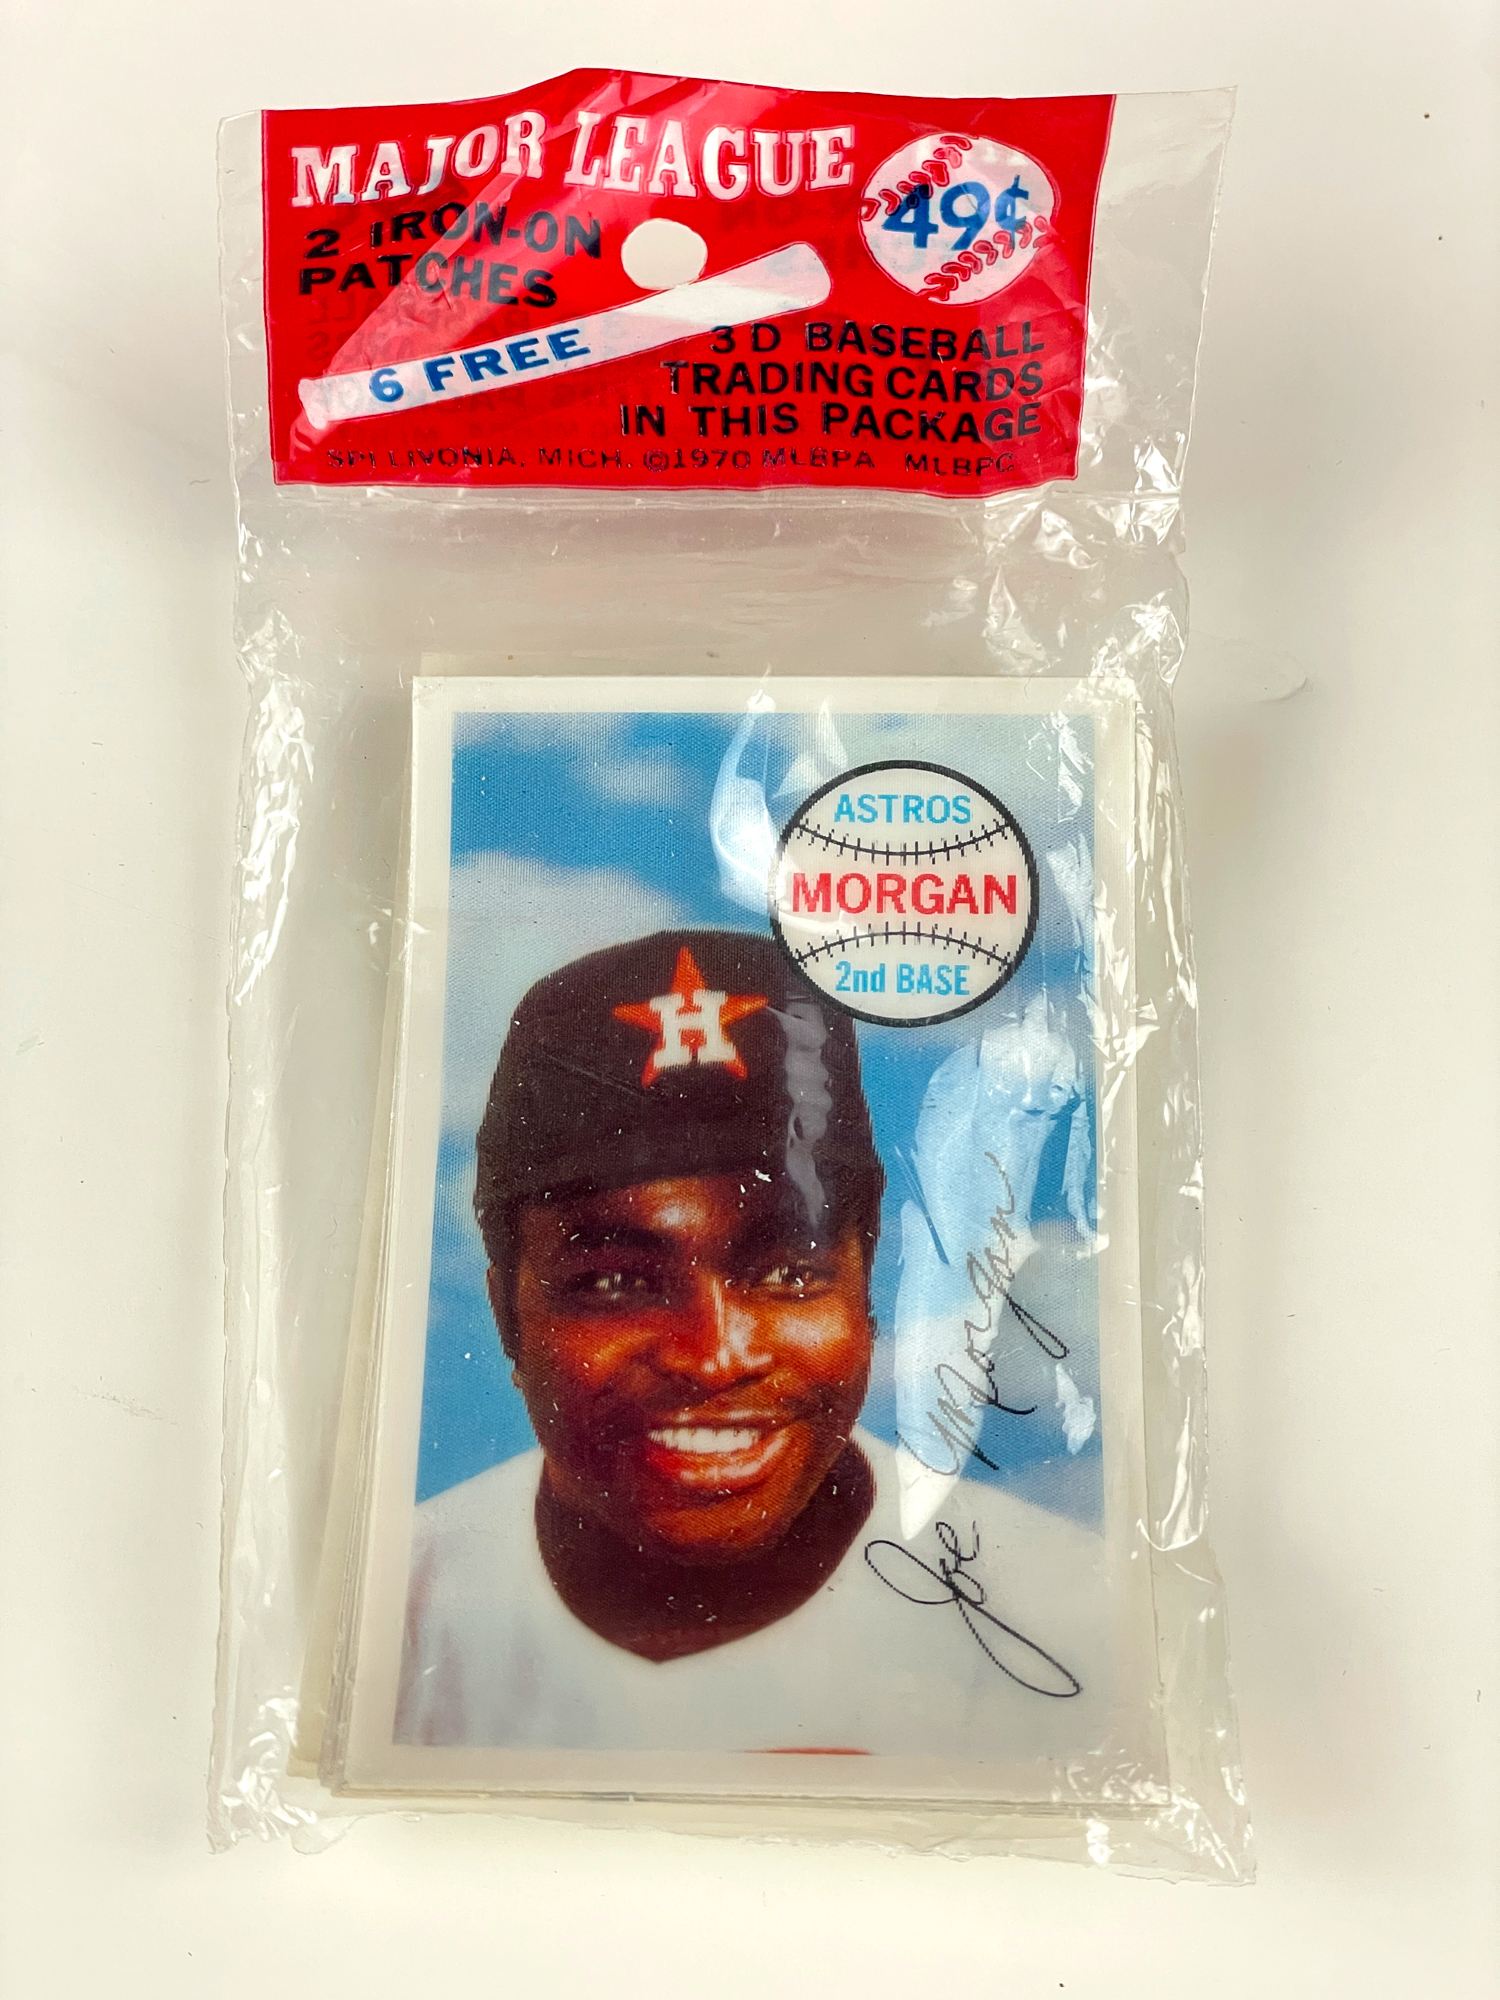 MAJOR LEAGUE
49¢
2 IRON-ON
PATCHES
6 FREE
3D BASEBALL
TRADING CARDS
IN THIS PACKAGE
SPI LIVONIA, MICH. ©1970 MLBPA MLBPC
ASTROS
MORGAN
2nd BASE
H
Joe Morgan